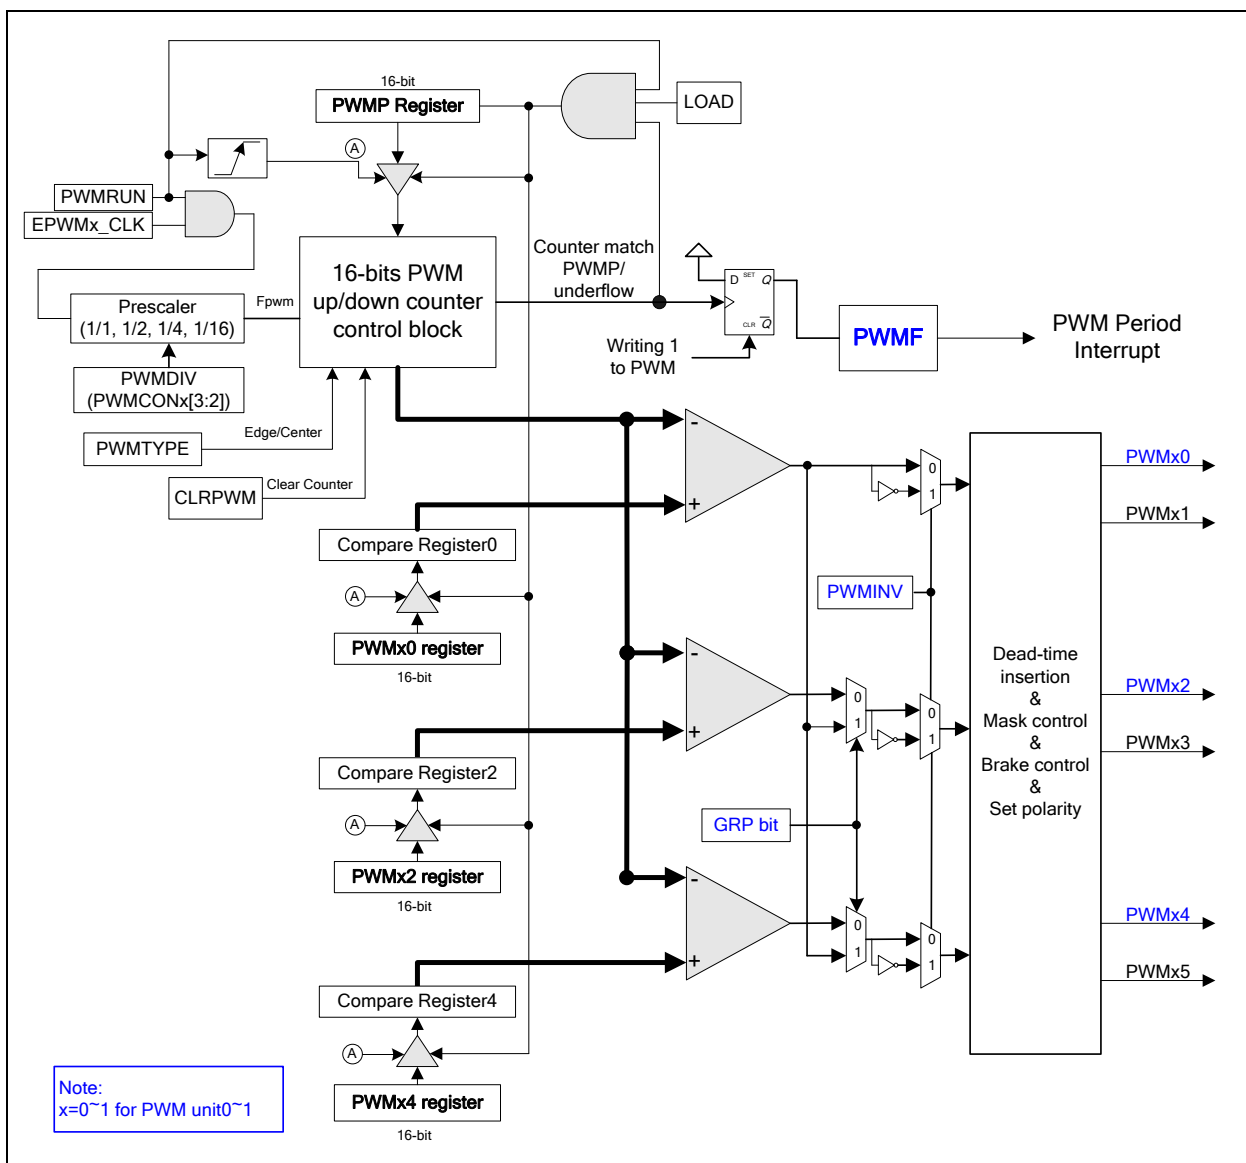 16-bit
PWMP Register
LOAD
A
PWMRUN
EPWMx_CLK
Prescaler
(1/1, 1/2, 1/4, 1/16)
Fpwm
16-bits PWM
up/down counter
control block
Counter match
PWMP/
underflow
D
SET
Q
CLR
Q
Writing 1
to PWM
PWMF
PWM Period
Interrupt
PWMDIV
(PWMCONx[3:2])
PWMTYPE
Edge/Center
CLRPWM
Clear Counter
-
+
0
1
PWMx0
PWMx1
Compare Register0
A
PWMx0 register
16-bit
PWMINV
-
+
0
1
0
1
Dead-time
insertion
&
Mask control
&
Brake control
&
Set polarity
PWMx2
PWMx3
Compare Register2
A
PWMx2 register
16-bit
GRP bit
-
+
0
1
0
1
PWMx4
PWMx5
Compare Register4
A
PWMx4 register
16-bit
Note:
x=0~1 for PWM unit0~1